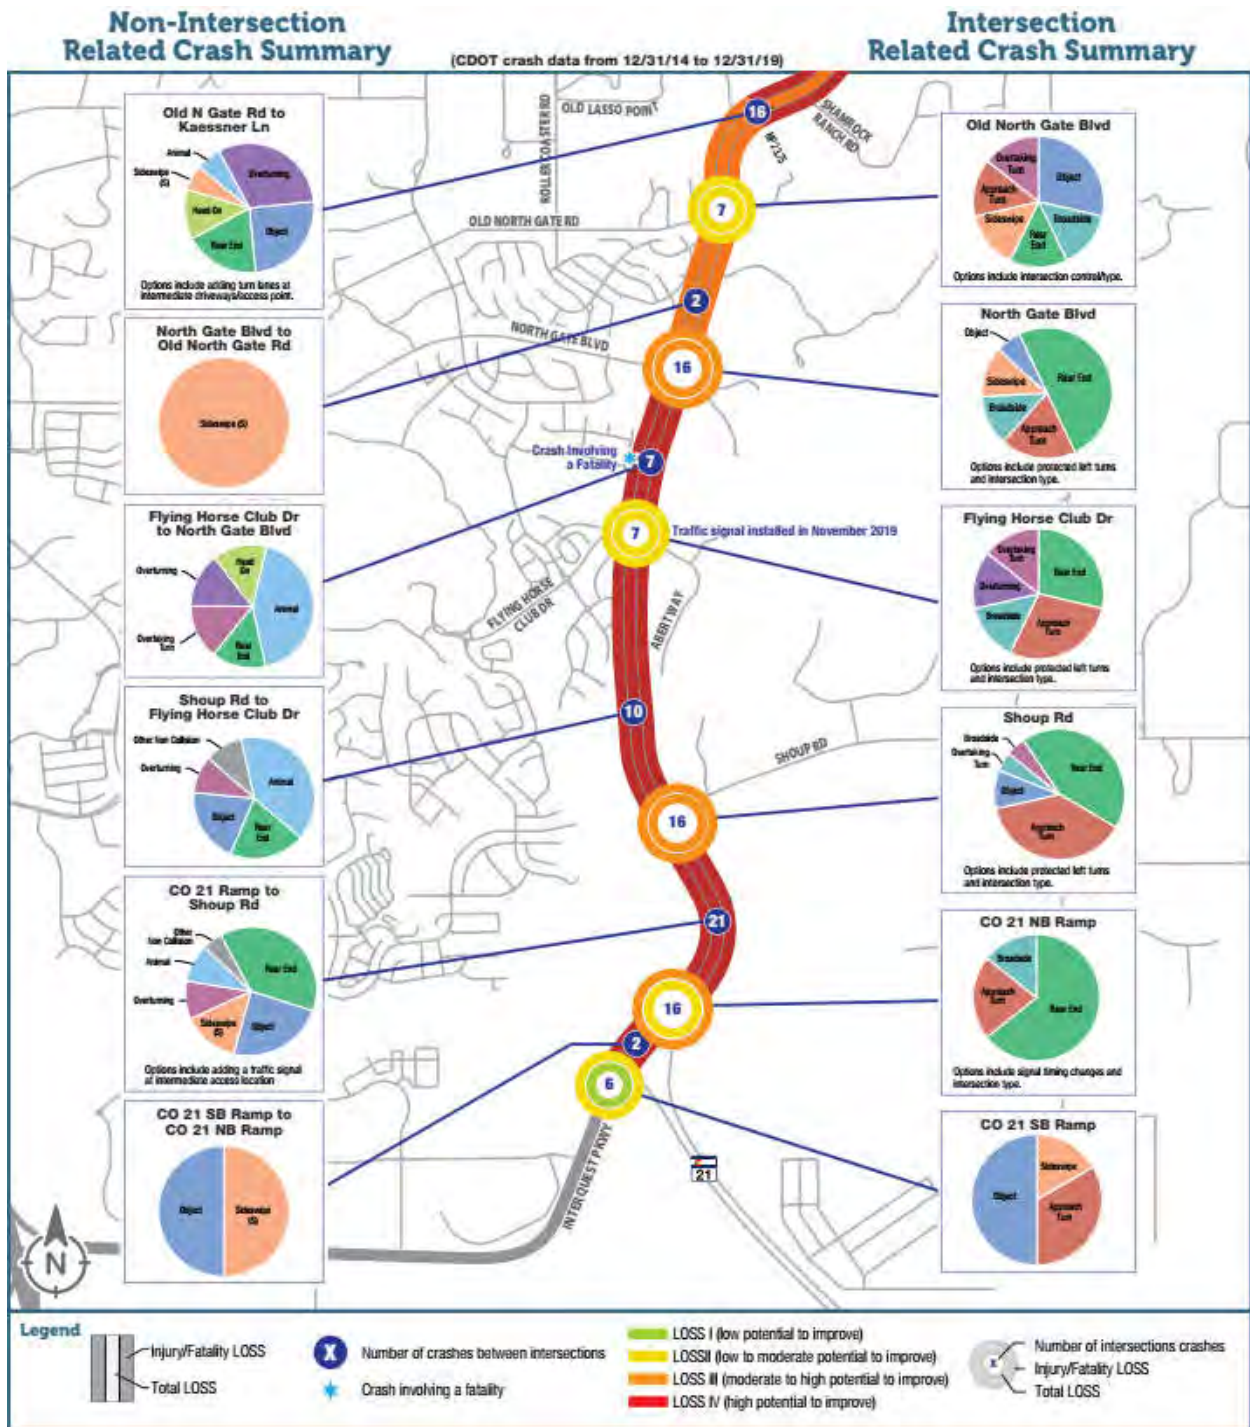 Non-Intersection
Related Crash Summary
(CDOT crash data from 12/31/14 to 12/31/19)
Intersection
Related Crash Summary
Old N Gate Rd to
Kaessner Ln
Animal
Sideswipe
(S)
Head On
Rear End
Overturning
Object
Options include adding turn lanes at
intermediate driveways/access point.
North Gate Blvd to
Old North Gate Rd
Sideswipe (S)
Flying Horse Club Dr
to North Gate Blvd
Overturning
Head
On
Animal
Overtaking
Turn
Rear
End
Shoup Rd to
Flying Horse Club Dr
Other Non Collision
Overturning
Animal
Object
Rear
End
CO 21 Ramp to
Shoup Rd
Other
Non Collision
Animal
Overturning
Sideswipe
(S)
Object
Rear End
Options include adding a traffic signal
at intermediate access location
CO 21 SB Ramp to
CO 21 NB Ramp
Object
Sideswipe
(S)
OLD LASSO POINT
ROLLER COASTER RD
SHAMROCK
RANCH RD
MP 23.75
16
7
OLD NORTH GATE RD
2
NORTH GATE BLVD
16
Crash Involving
a Fatality
7
7
Traffic signal installed in November 2019
FLYING HORSE
CLUB DR
ABERT WAY
10
SHOUP RD
16
21
16
2
6
INTERQUEST PKWY
21
N
Old North Gate Blvd
Overtaking
Turn
Object
Approach
Turn
Sideswipe
Rear
End
Broadside
Options include intersection control/type.
North Gate Blvd
Object
Sideswipe
Broadside
Approach
Turn
Rear End
Options include protected left turns
and intersection type.
Flying Horse Club Dr
Overtaking
Turn
Rear End
Overturning
Broadside
Approach
Turn
Options include protected left turns
and intersection type.
Shoup Rd
Broadside
Overtaking
Turn
Object
Rear End
Approach
Turn
Options include protected left turns
and intersection type.
CO 21 NB Ramp
Broadside
Approach
Turn
Rear End
Options include signal timing changes and
intersection type.
CO 21 SB Ramp
Object
Sideswipe
Approach
Turn
Legend
Injury/Fatality LOSS
Total LOSS
X
Number of crashes between intersections
Crash involving a fatality
LOSS I (low potential to improve)
LOSSII (low to moderate potential to improve)
LOSS III (moderate to high potential to improve)
LOSS IV (high potential to improve)
X
Number of intersections crashes
Injury/Fatality LOSS
Total LOSS